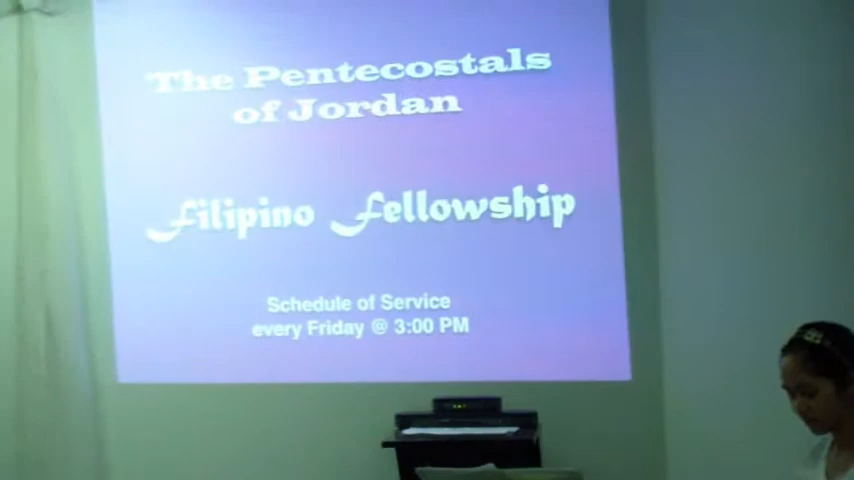 The Pentecostals
of Jordan
Filipino Fellowship
Schedule of Service
every Friday @ 3:00 PM